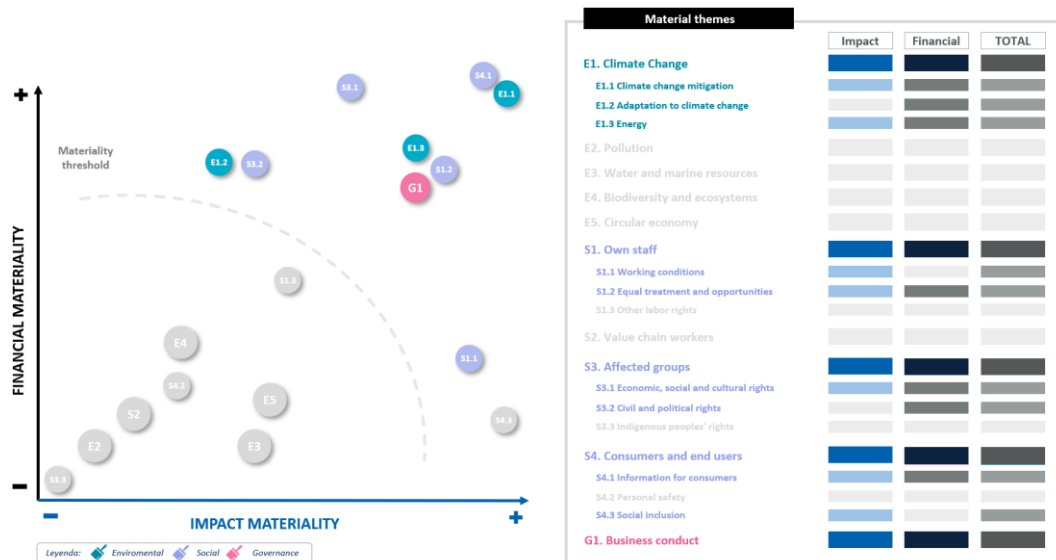 Material themes
Impact
Financial
TOTAL
E1. Climate Change
E1.1 Climate change mitigation
E1.2 Adaptation to climate change
E1.3 Energy
E2. Pollution
E3. Water and marine resources
E4. Biodiversity and ecosystems
E5. Circular economy
S1. Own staff
S1.1 Working conditions
S1.2 Equal treatment and opportunities
S1.3 Other labor rights
S2. Value chain workers
S3. Affected groups
S3.1 Economic, social and cultural rights
S3.2 Civil and political rights
S3.3 Indigenous peoples' rights
S4. Consumers and end users
S4.1 Information for consumers
S4.2 Personal safety
S4.3 Social inclusion
G1. Business conduct
+
FINANCIAL MATERIALITY
−
Materiality
threshold
S4.1
S3.1
E1.1
E1.3
E1.2
S3.2
S1.2
G1
S1.3
E4
S1.1
S4.2
E5
S2
S4.3
E2
E3
S3.3
−
IMPACT MATERIALITY
+
Leyenda:
Enviromental
Social
Governance